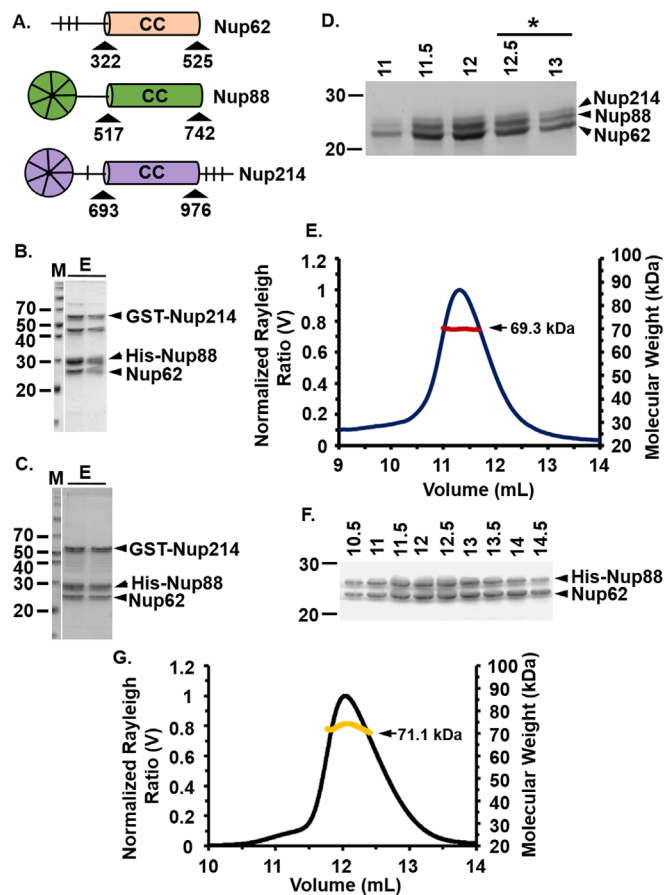 A.
CC
Nup62
322 525
CC
Nup88
517 742
CC
Nup214
693 976
D.
*
11 11.5 12 12.5 13
30
20
Nup214
Nup88
Nup62
B.
M E
70
50
40
30
20
GST-Nup214
His-Nup88
Nup62
C.
M E
70
50
40
30
20
GST-Nup214
His-Nup88
Nup62
E.
Normalized Rayleigh
Ratio (V)
1.2
1
0.8
0.6
0.4
0.2
0
9 10 11 12 13 14
Volume (mL)
69.3 kDa
100
90
80
70
60
50
40
30
20
Molecular Weight (kDa)
F.
10.5 11 11.5 12 12.5 13 13.5 14 14.5
30
20
His-Nup88
Nup62
G.
Normalized Rayleigh
Ratio (V)
1.2
1
0.8
0.6
0.4
0.2
0
10 11 12 13 14
Volume (mL)
71.1 kDa
100
90
80
70
60
50
40
30
20
Molecular Weight (kDa)